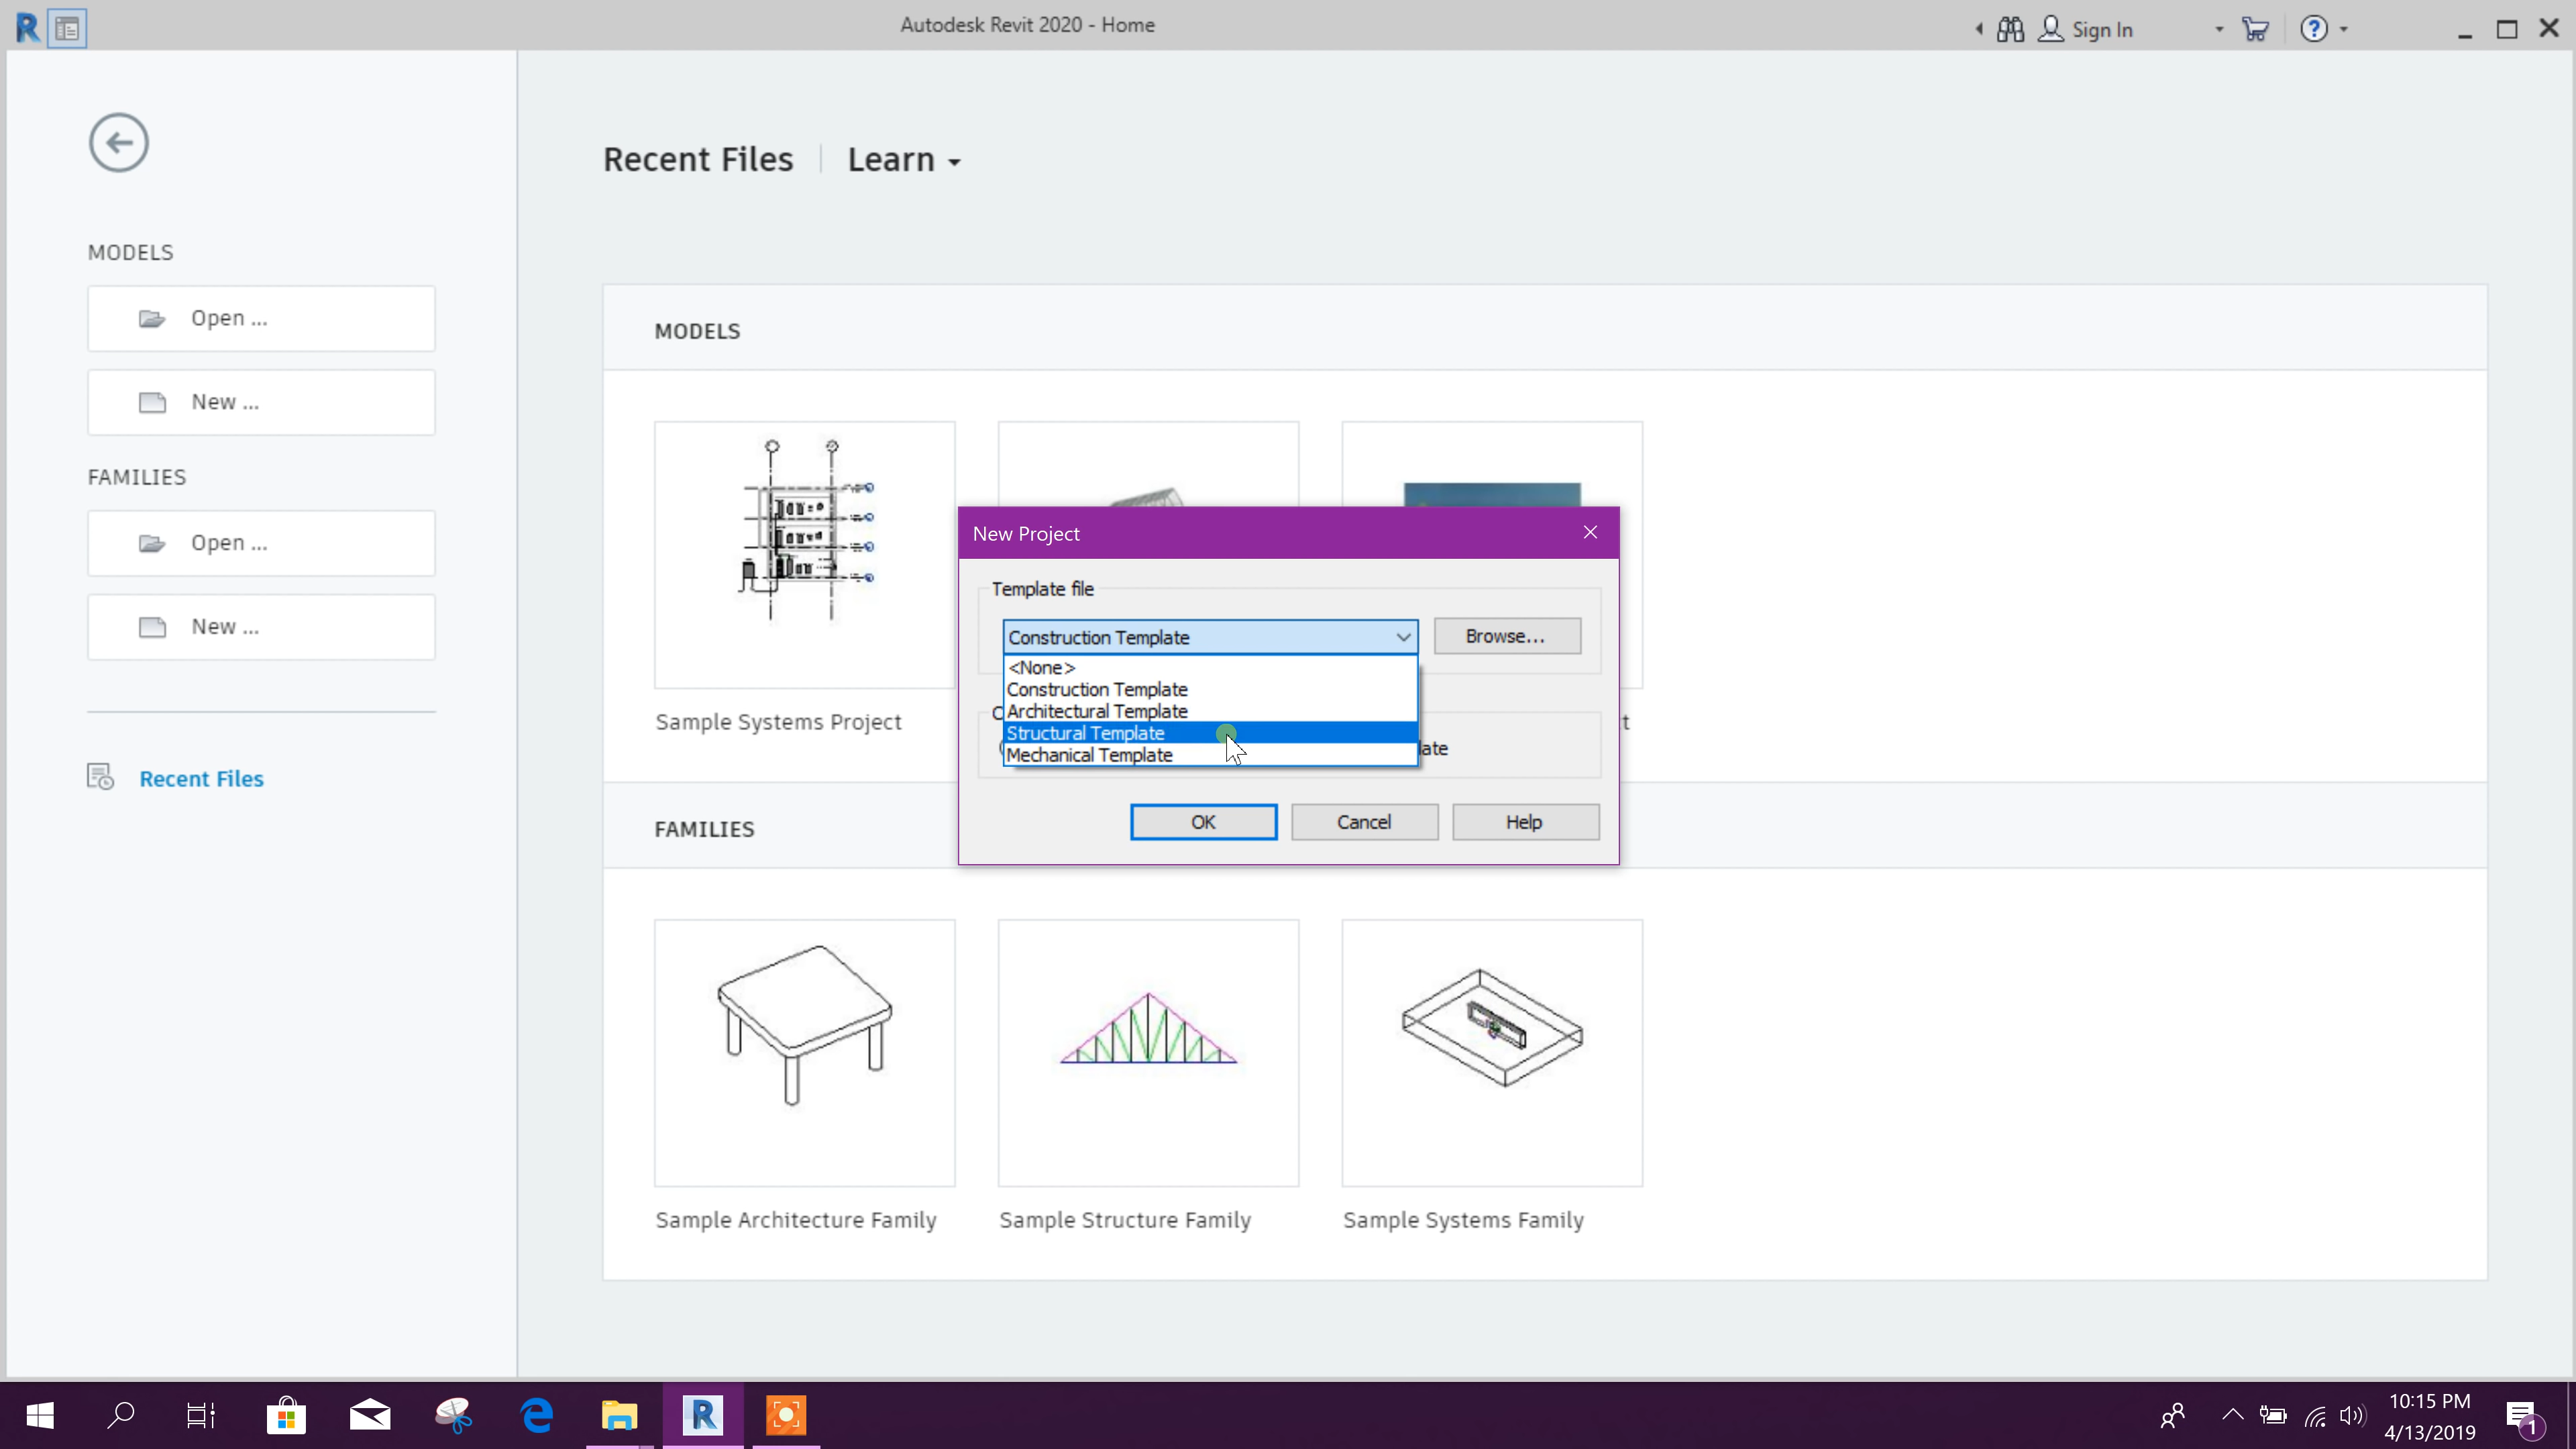 Autodesk Revit 2020 - Home
Sign In
Recent Files
Learn
MODELS
Open ...
New ...
FAMILIES
Open ...
New ...
Recent Files
MODELS
Sample Systems Project
New Project
Template file
Construction Template
Browse...
<None>
Construction Template
Architectural Template
Structural Template
Mechanical Template
OK
Cancel
Help
FAMILIES
Sample Architecture Family
Sample Structure Family
Sample Systems Family
10:15 PM
4/13/2019
1